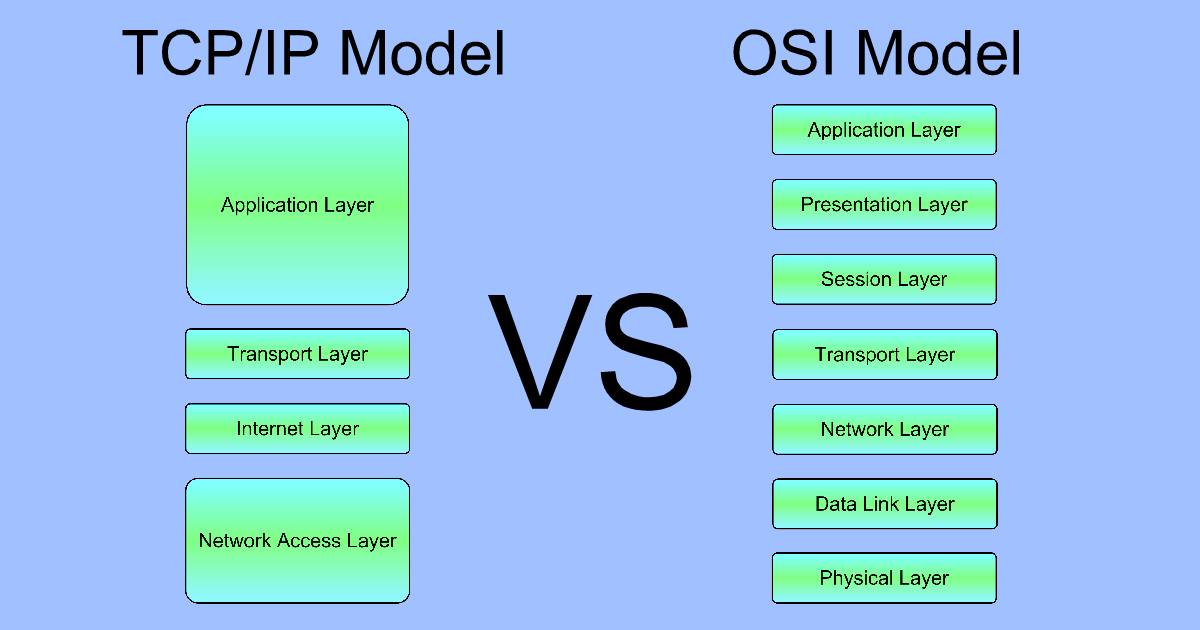 TCP/IP Model
Application Layer
Transport Layer
Internet Layer
Network Access Layer
VS
OSI Model
Application Layer
Presentation Layer
Session Layer
Transport Layer
Network Layer
Data Link Layer
Physical Layer